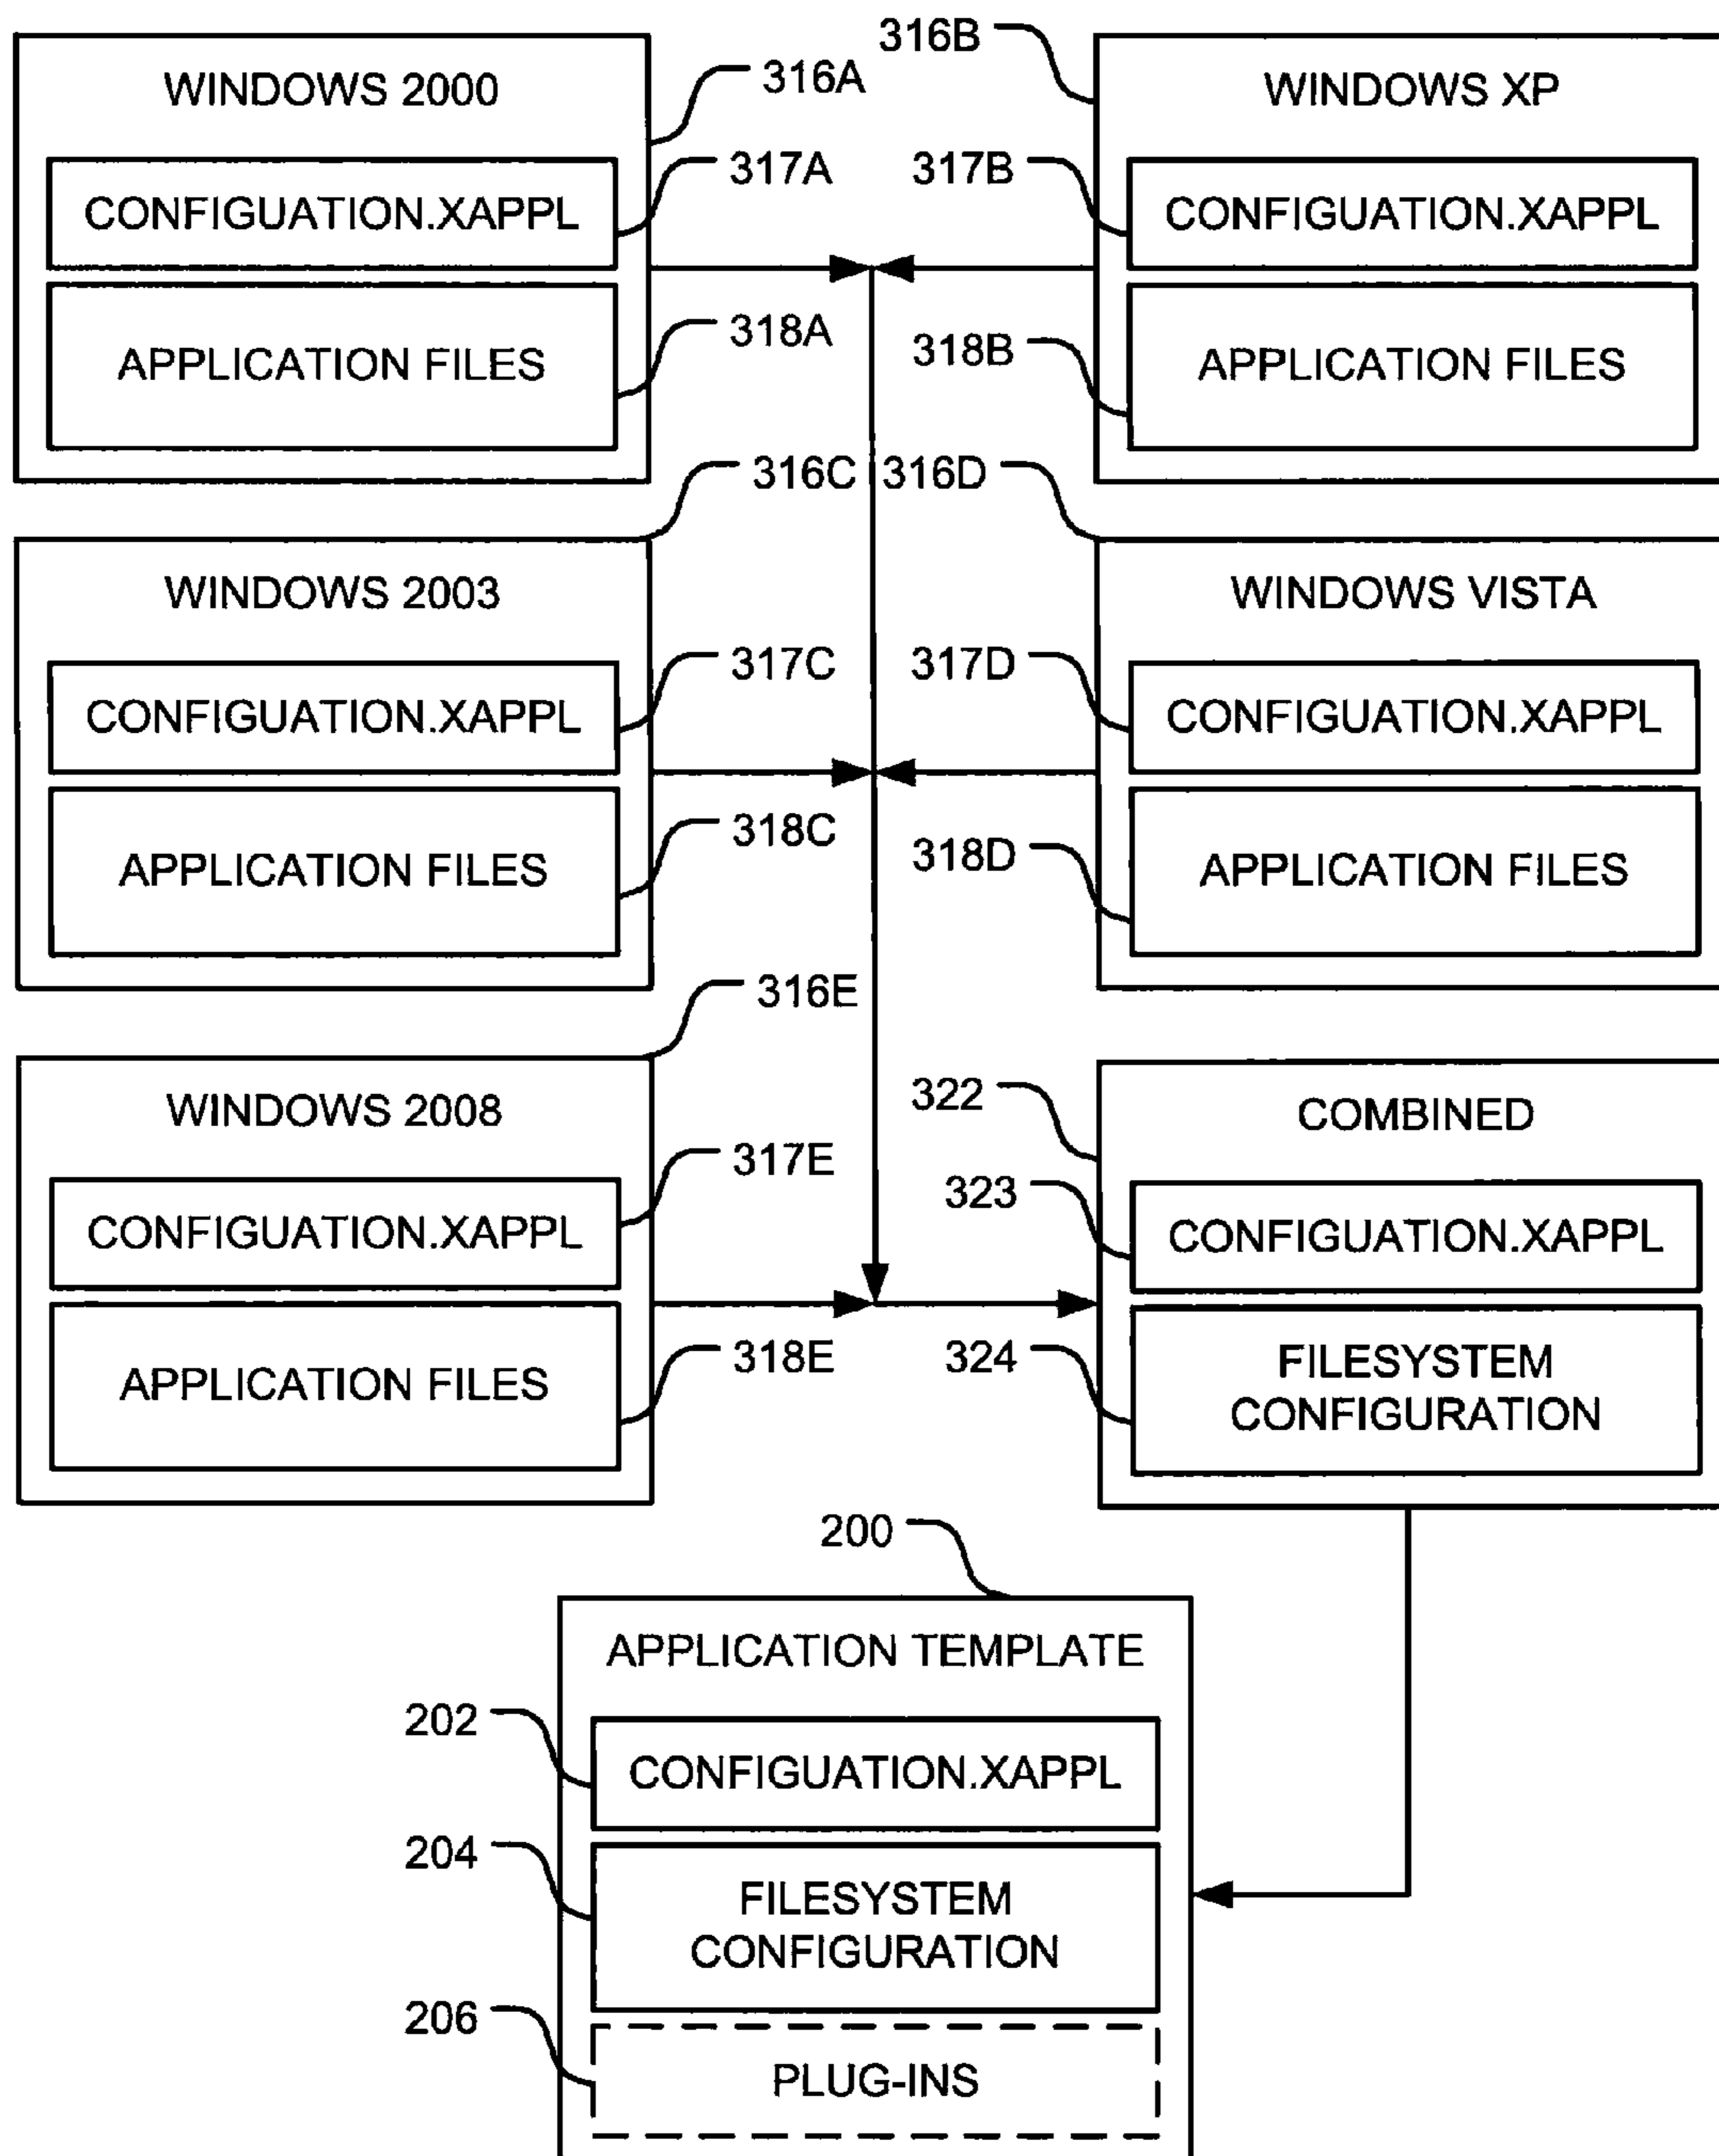 316B
WINDOWS 2000
316A
WINDOWS XP
CONFIGUATION.XAPPL
317A
317B
CONFIGUATION.XAPPL
APPLICATION FILES
318A
318B
APPLICATION FILES
316C
316D
WINDOWS 2003
WINDOWS VISTA
CONFIGUATION.XAPPL
317C
317D
CONFIGUATION.XAPPL
APPLICATION FILES
318C
318D
APPLICATION FILES
316E
WINDOWS 2008
322
COMBINED
CONFIGUATION.XAPPL
317E
323
CONFIGUATION.XAPPL
APPLICATION FILES
318E
324
FILESYSTEM
CONFIGURATION
200
APPLICATION TEMPLATE
202
CONFIGUATION.XAPPL
204
FILESYSTEM
CONFIGURATION
206
PLUG-INS